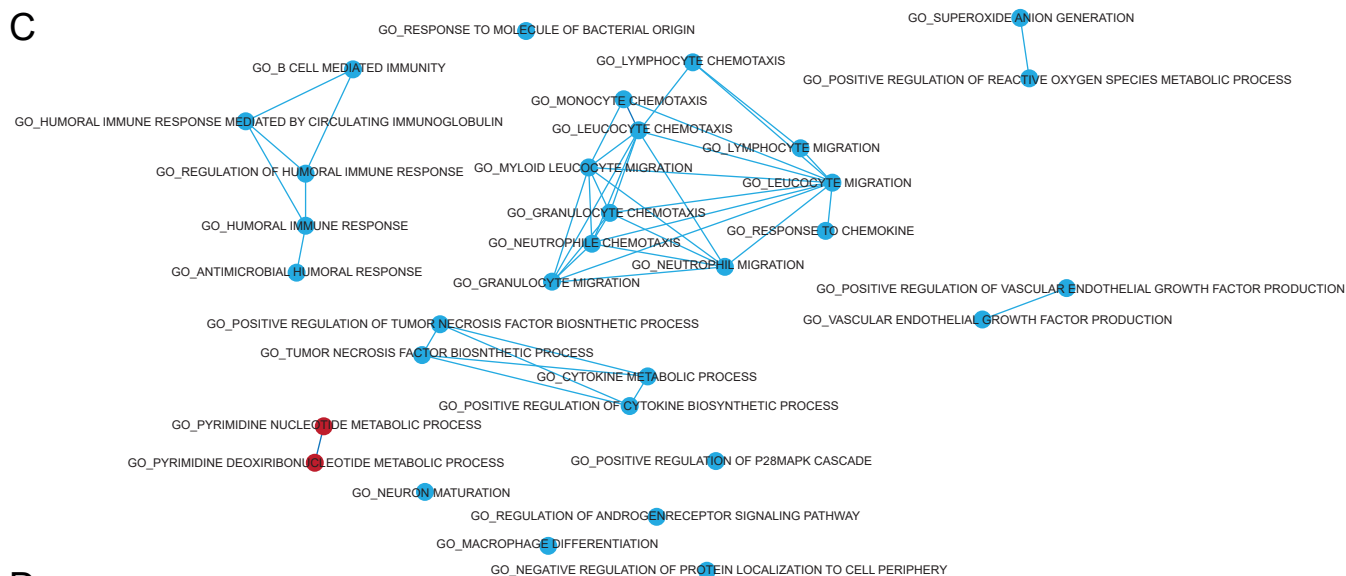 C
GO_SUPEROXIDE ANION GENERATION
GO_RESPONSE TO MOLECULE OF BACTERIAL ORIGIN
GO_LYMPHOCYTE CHEMOTAXIS
GO_B CELL MEDIATED IMMUNITY
GO_POSITIVE REGULATION OF REACTIVE OXYGEN SPECIES METABOLIC PROCESS
GO_MONOCYTE CHEMOTAXIS
GO_HUMORAL IMMUNE RESPONSE MEDIATED BY CIRCULATING IMMUNOGLOBULIN
GO_LEUCOCYTE CHEMOTAXIS
GO_LYMPHOCYTE MIGRATION
GO_REGULATION OF HUMORAL IMMUNE RESPONSE
GO_MYLOID LEUCOCYTE MIGRATION
GO_LEUCOCYTE MIGRATION
GO_GRANULOCYTE CHEMOTAXIS
GO_HUMORAL IMMUNE RESPONSE
GO_RESPONSE TO CHEMOKINE
GO_NEUTROPHILE CHEMOTAXIS
GO_NEUTROPHIL MIGRATION
GO_ANTIMICROBIAL HUMORAL RESPONSE
GO_GRANULOCYTE MIGRATION
GO_POSITIVE REGULATION OF VASCULAR ENDOTHELIAL GROWTH FACTOR PRODUCTION
GO_VASCULAR ENDOTHELIAL GROWTH FACTOR PRODUCTION
GO_POSITIVE REGULATION OF TUMOR NECROSIS FACTOR BIOSNTHETIC PROCESS
GO_TUMOR NECROSIS FACTOR BIOSNTHETIC PROCESS
GO_CYTOKINE METABOLIC PROCESS
GO_POSITIVE REGULATION OF CYTOKINE BIOSYNTHETIC PROCESS
GO_PYRIMIDINE NUCLEOTIDE METABOLIC PROCESS
GO_PYRIMIDINE DEOXIRIBONUCLEOTIDE METABOLIC PROCESS
GO_POSITIVE REGULATION OF P28MAPK CASCADE
GO_NEURON MATURATION
GO_REGULATION OF ANDROGENRECEPTOR SIGNALING PATHWAY
GO_MACROPHAGE DIFFERENTIATION
GO_NEGATIVE REGULATION OF PROTEIN LOCALIZATION TO CELL PERIPHERY